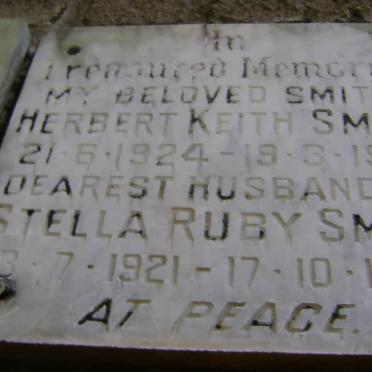 In
Treasured Memor
MY BELOVED SMIT
HERBERT KEITH SM
21·6·1924 - 19·3·19
DEAREST HUSBAND
STELLA RUBY SM
·7·1921 - 17·10·1
AT PEACE.